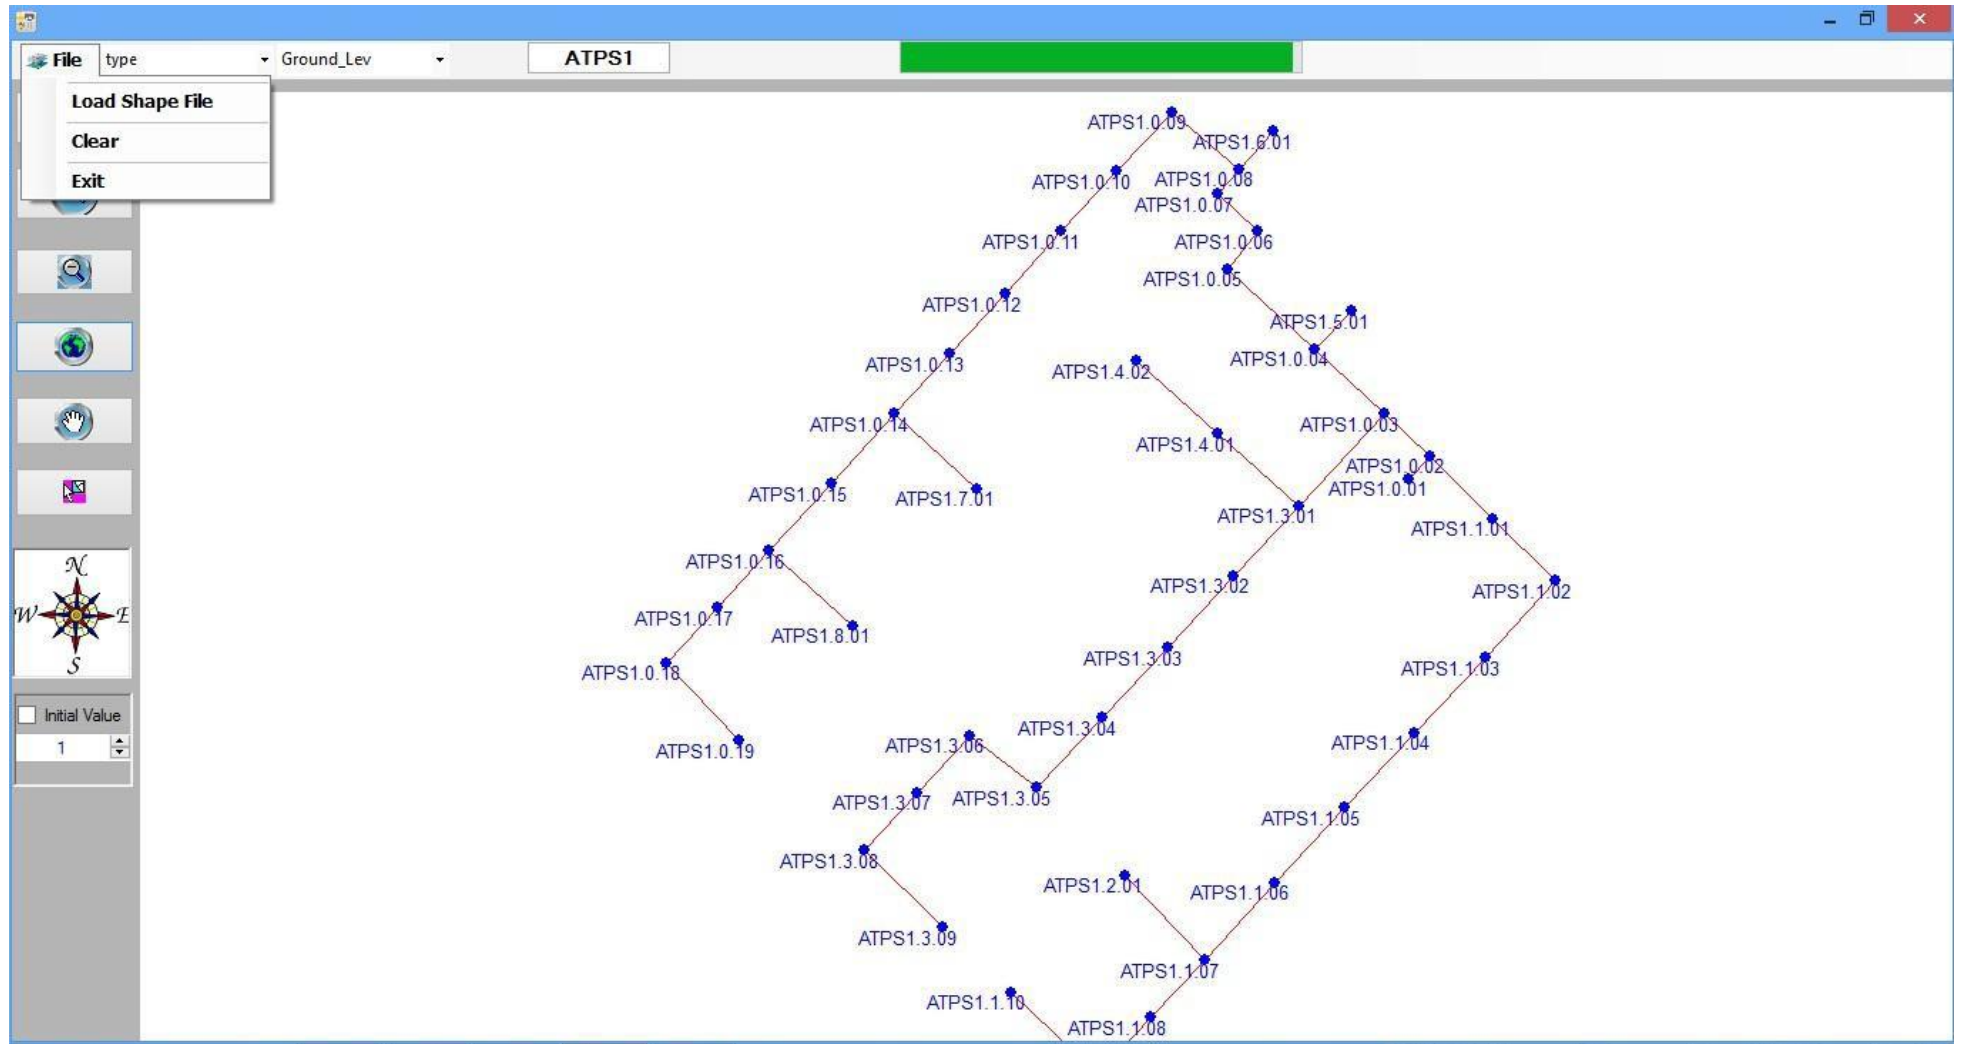 File type Ground_Lev ATPS1
Load Shape File
Clear
Exit
N
W E
S
Initial Value
1
ATPS1.0.09
ATPS1.6.01
ATPS1.0.10
ATPS1.0.08
ATPS1.0.07
ATPS1.0.11
ATPS1.0.06
ATPS1.0.05
ATPS1.0.12
ATPS1.5.01
ATPS1.0.04
ATPS1.0.13
ATPS1.4.02
ATPS1.0.14
ATPS1.0.03
ATPS1.4.01
ATPS1.0.02
ATPS1.0.01
ATPS1.0.15
ATPS1.7.01
ATPS1.3.01
ATPS1.1.01
ATPS1.0.16
ATPS1.3.02
ATPS1.1.02
ATPS1.0.17
ATPS1.8.01
ATPS1.3.03
ATPS1.1.03
ATPS1.0.18
ATPS1.3.04
ATPS1.1.04
ATPS1.0.19
ATPS1.3.06
ATPS1.3.07
ATPS1.3.05
ATPS1.1.05
ATPS1.3.08
ATPS1.2.01
ATPS1.1.06
ATPS1.3.09
ATPS1.1.07
ATPS1.1.10
ATPS1.1.08